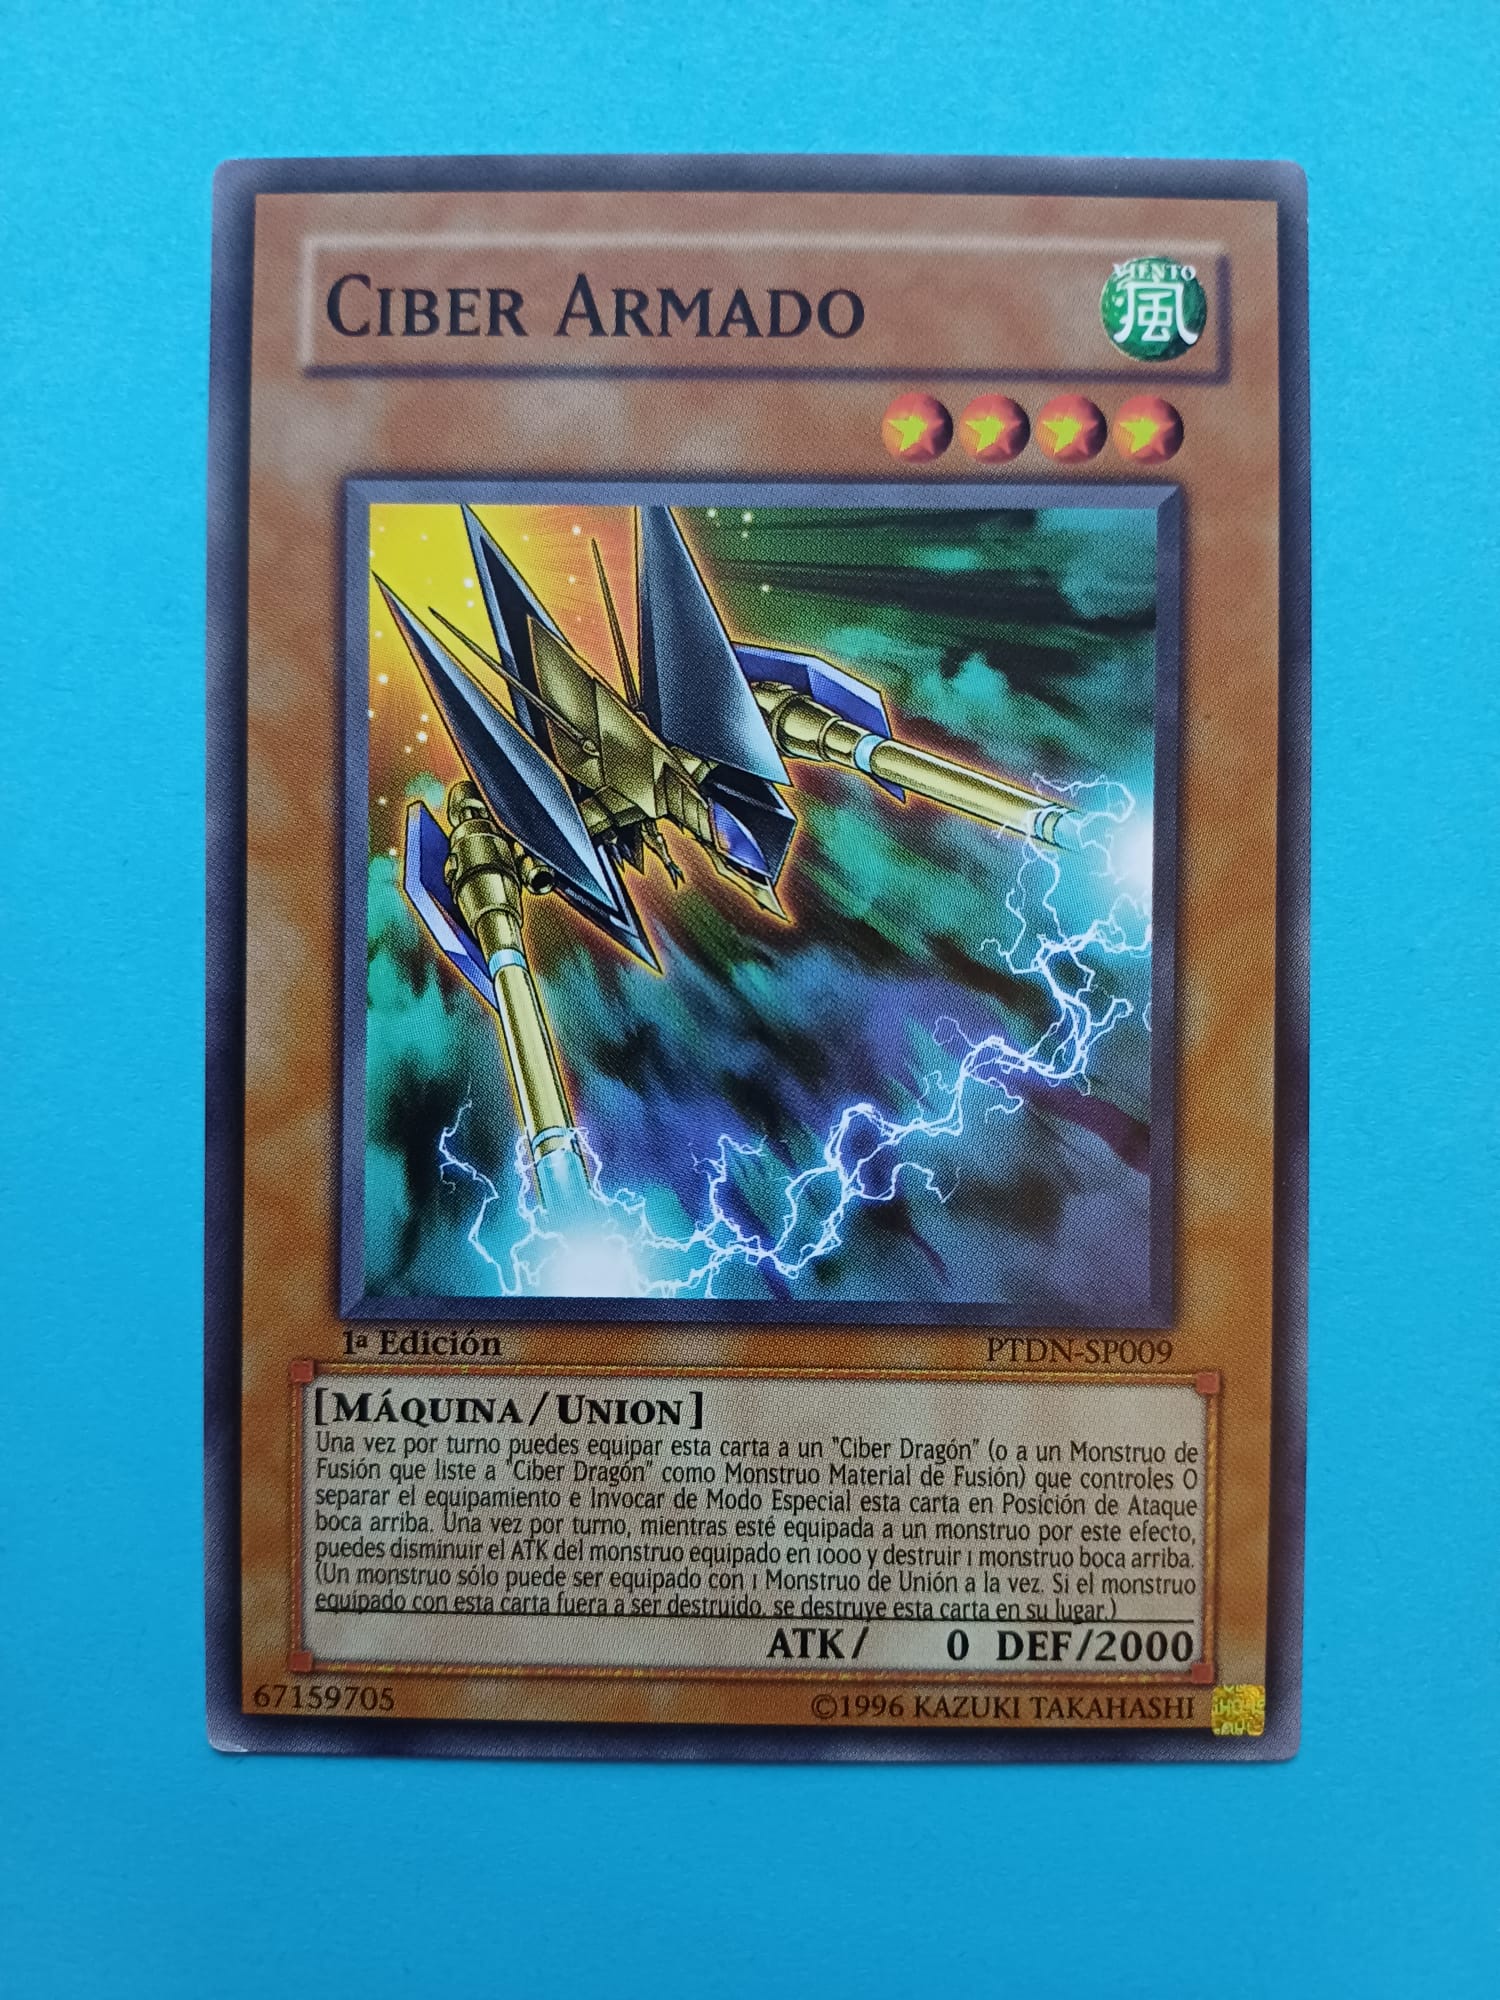 CIBER ARMADO
VIENTO
風
1ª Edición
PTDN-SP009
[MÁQUINA/UNION]
Una vez por turno puedes equipar esta carta a un "Ciber Dragón" (o a un Monstruo de
Fusión que liste a "Ciber Dragón" como Monstruo Material de Fusión) que controles O
separar el equipamiento e Invocar de Modo Especial esta carta en Posición de Ataque
boca arriba. Una vez por turno, mientras esté equipada a un monstruo por este efecto,
puedes disminuir el ATK del monstruo equipado en 1000 y destruir 1 monstruo boca arriba.
(Un monstruo sólo puede ser equipado con 1 Monstruo de Unión a la vez. Si el monstruo
equipado con esta carta fuera a ser destruido, se destruye esta carta en su lugar.)
ATK/ 0 DEF/2000
67159705
©1996 KAZUKI TAKAHASHI